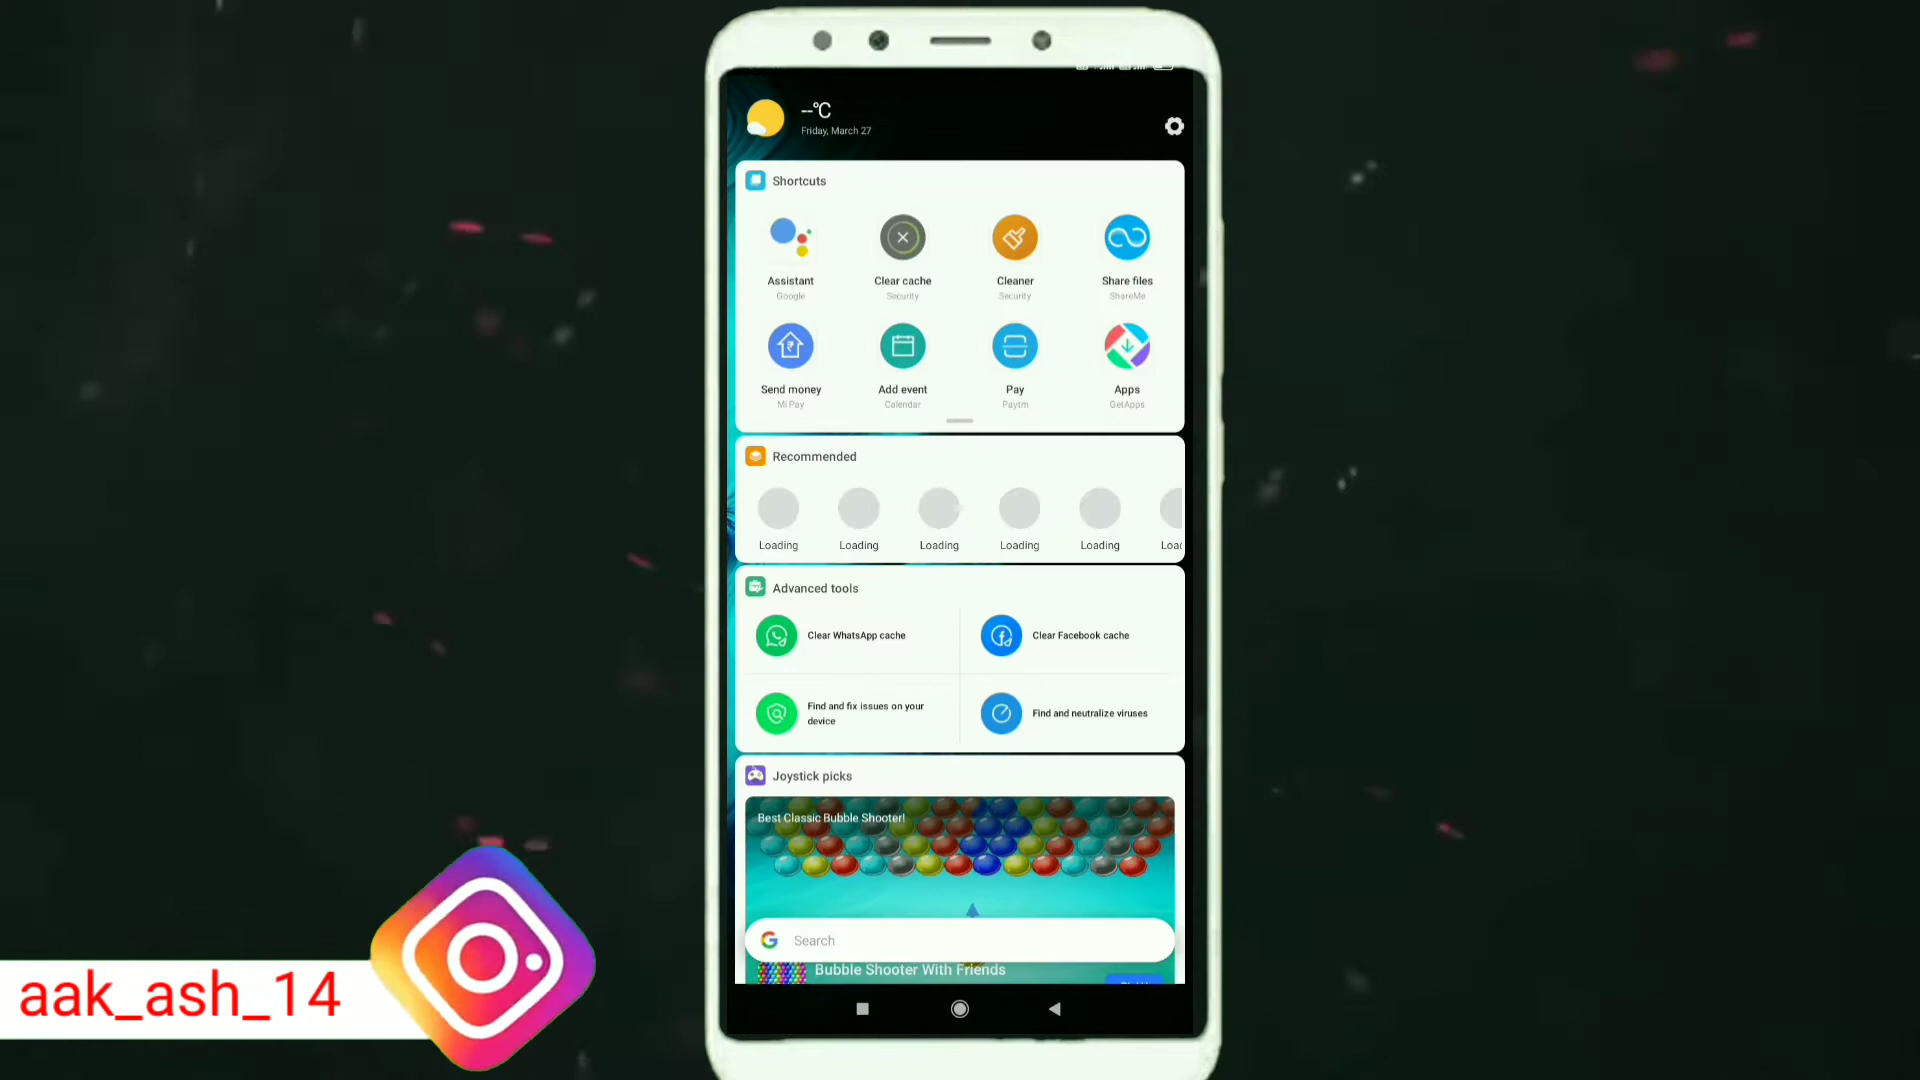 --°C
Friday, March 27
Shortcuts
Assistant
Google
Clear cache
Security
Cleaner
Security
Share files
ShareMe
Send money
Mi Pay
Add event
Calendar
Pay
Paytm
Apps
GetApps
Recommended
Loading
Loading
Loading
Loading
Loading
Loa
Advanced tools
Clear WhatsApp cache
Clear Facebook cache
Find and fix issues on your
device
Find and neutralize viruses
Joystick picks
Best Classic Bubble Shooter!
Search
Bubble Shooter With Friends
aak_ash_14